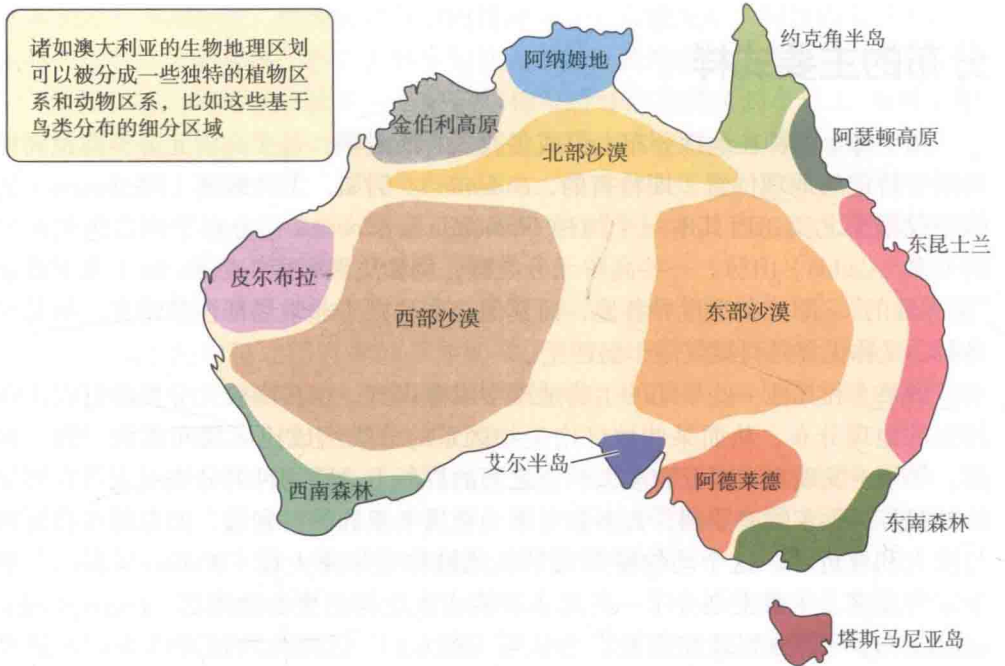 诸如澳大利亚的生物地理区划
可以被分成一些独特的植物区
系和动物区系，比如这些基于
鸟类分布的细分区域
约克角半岛
阿纳姆地
金伯利高原
阿瑟顿高原
北部沙漠
东昆士兰
皮尔布拉
西部沙漠
东部沙漠
艾尔半岛
阿德莱德
西南森林
东南森林
塔斯马尼亚岛